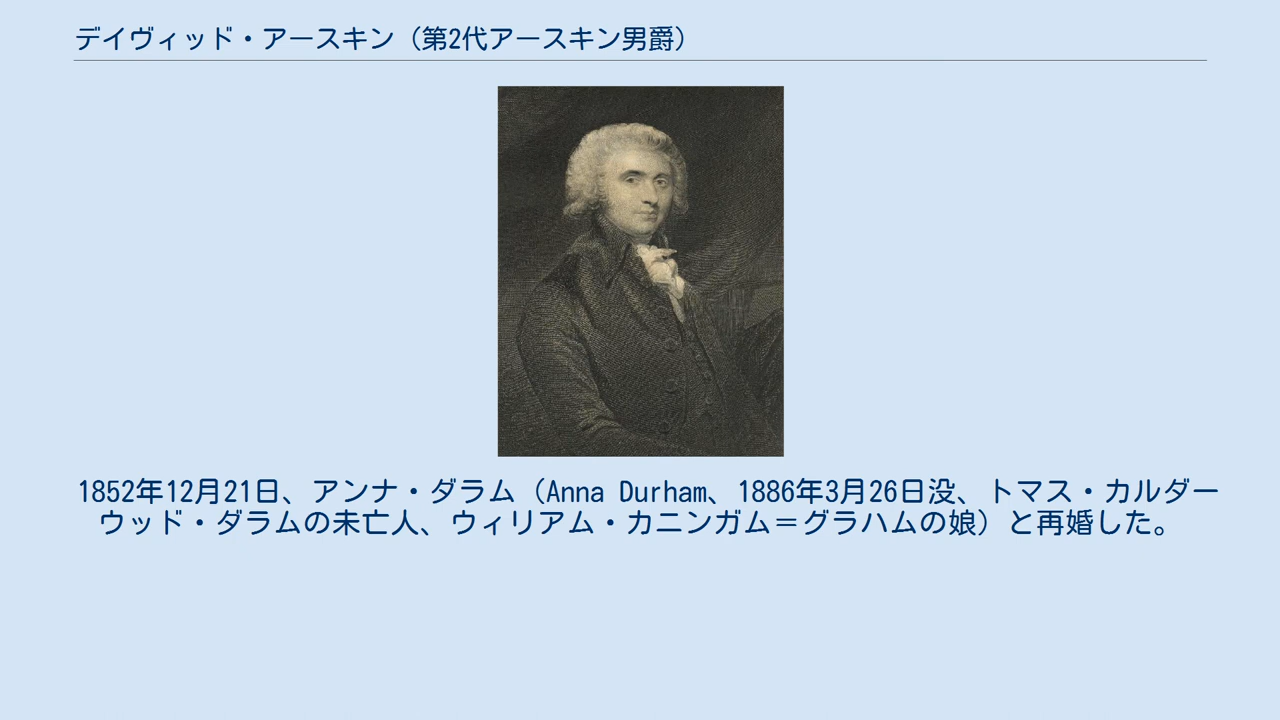 デイヴィッド・アースキン（第2代アースキン男爵）
1852年12月21日、アンナ・ダラム（Anna Durham、1886年3月26日没、トマス・カルダー
ウッド・ダラムの未亡人、ウィリアム・カニンガム＝グラハムの娘）と再婚した。